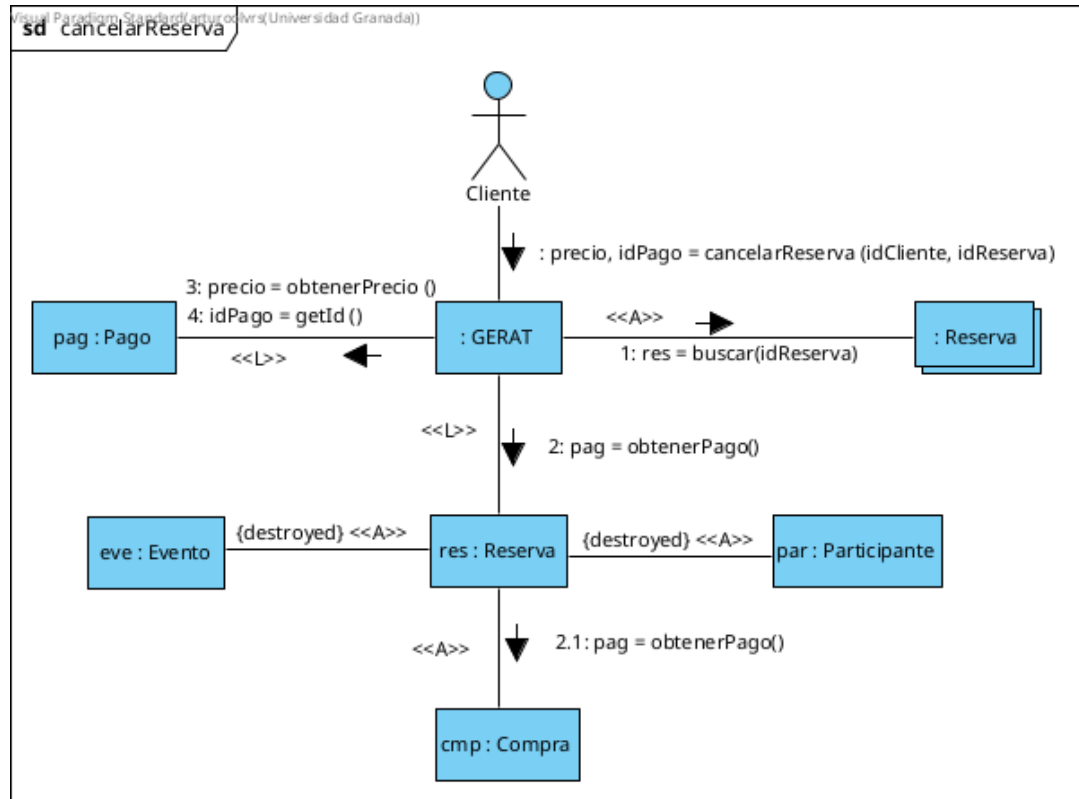 Visual Paradigm Standard(arturoolvrs(Universidad Granada))
sd cancelarReserva
Cliente
: precio, idPago = cancelarReserva (idCliente, idReserva)
3: precio = obtenerPrecio ()
4: idPago = getId ()
<<A>>
pag : Pago
: GERAT
: Reserva
<<L>>
1: res = buscar(idReserva)
<<L>>
2: pag = obtenerPago()
{destroyed} <<A>>
{destroyed} <<A>>
eve : Evento
res : Reserva
par : Participante
<<A>>
2.1: pag = obtenerPago()
cmp : Compra